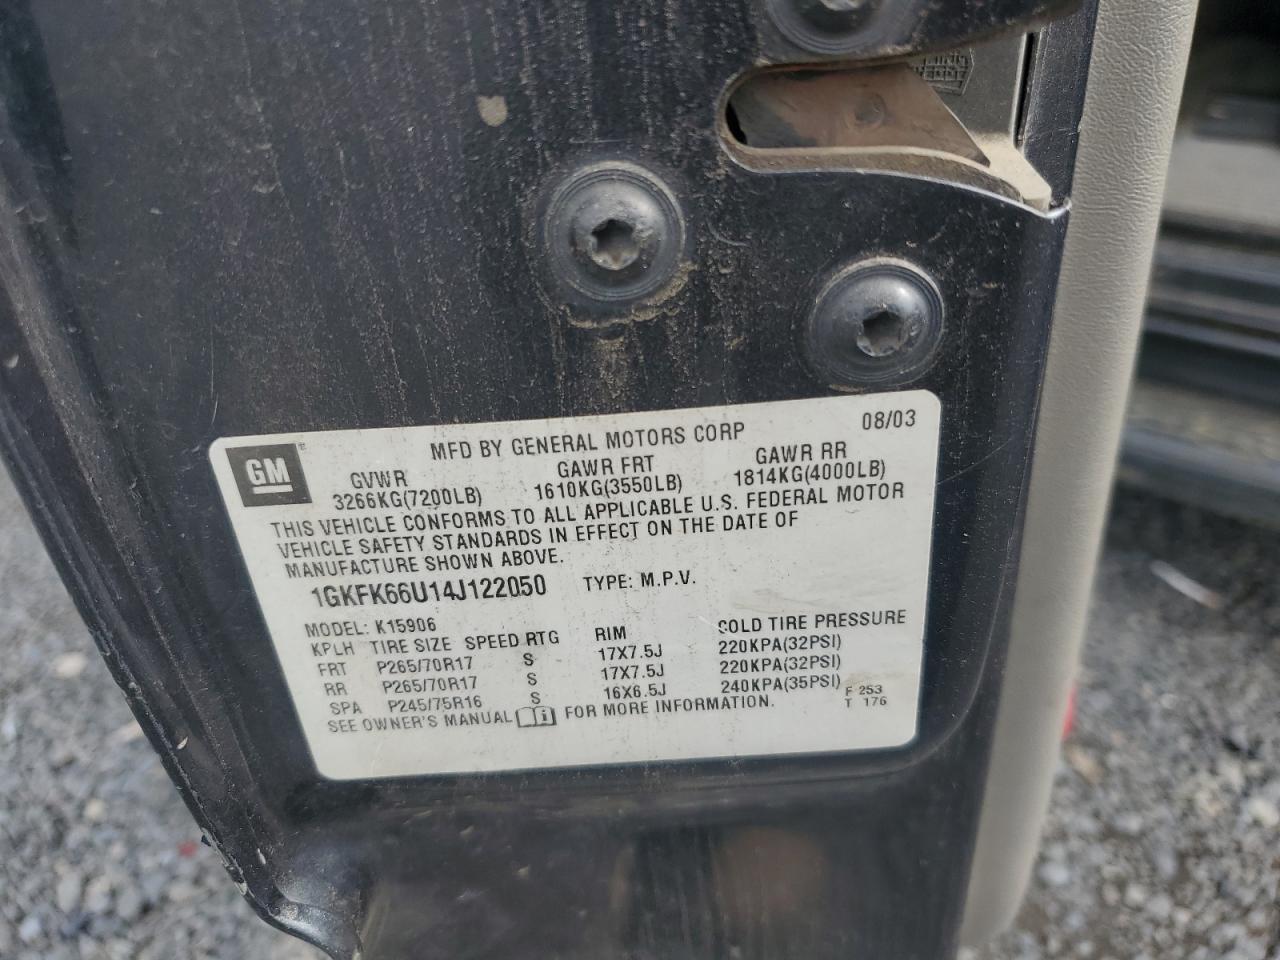 GM
MFD BY GENERAL MOTORS CORP 08/03
GVWR GAWR FRT GAWR RR
3266KG(7200LB) 1610KG(3550LB) 1814KG(4000LB)
THIS VEHICLE CONFORMS TO ALL APPLICABLE U.S. FEDERAL MOTOR
VEHICLE SAFETY STANDARDS IN EFFECT ON THE DATE OF
MANUFACTURE SHOWN ABOVE.
1GKFK66U14J122050 TYPE: M.P.V.
MODEL: K15906
KPLH TIRE SIZE SPEED RTG RIM COLD TIRE PRESSURE
FRT P265/70R17 S 17X7.5J 220KPA(32PSI)
RR P265/70R17 S 17X7.5J 220KPA(32PSI)
SPA P245/75R16 S 16X6.5J 240KPA(35PSI)
SEE OWNER'S MANUAL i FOR MORE INFORMATION.
F 253
T 176